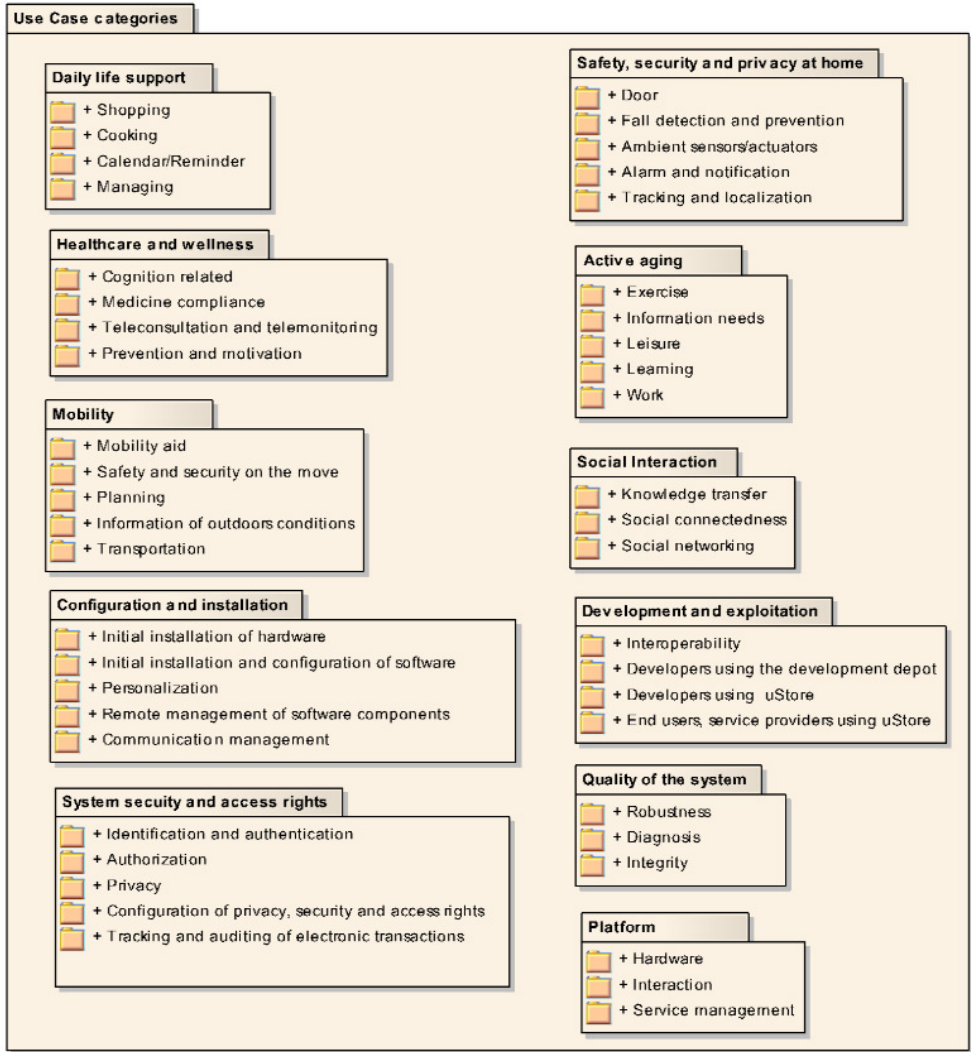 Use Case categories
Daily life support
+ Shopping
+ Cooking
+ Calendar/Reminder
+ Managing
Healthcare and wellness
+ Cognition related
+ Medicine compliance
+ Teleconsultation and telemonitoring
+ Prevention and motivation
Mobility
+ Mobility aid
+ Safety and security on the move
+ Planning
+ Information of outdoors conditions
+ Transportation
Configuration and installation
+ Initial installation of hardware
+ Initial installation and configuration of software
+ Personalization
+ Remote management of software components
+ Communication management
System secuity and access rights
+ Identification and authentication
+ Authorization
+ Privacy
+ Configuration of privacy, security and access rights
+ Tracking and auditing of electronic transactions
Safety, security and privacy at home
+ Door
+ Fall detection and prevention
+ Ambient sensors/actuators
+ Alarm and notification
+ Tracking and localization
Active aging
+ Exercise
+ Information needs
+ Leisure
+ Learning
+ Work
Social Interaction
+ Knowledge transfer
+ Social connectedness
+ Social networking
Development and exploitation
+ Interoperability
+ Developers using the development depot
+ Developers using uStore
+ End users, service providers using uStore
Quality of the system
+ Robustness
+ Diagnosis
+ Integrity
Platform
+ Hardware
+ Interaction
+ Service management